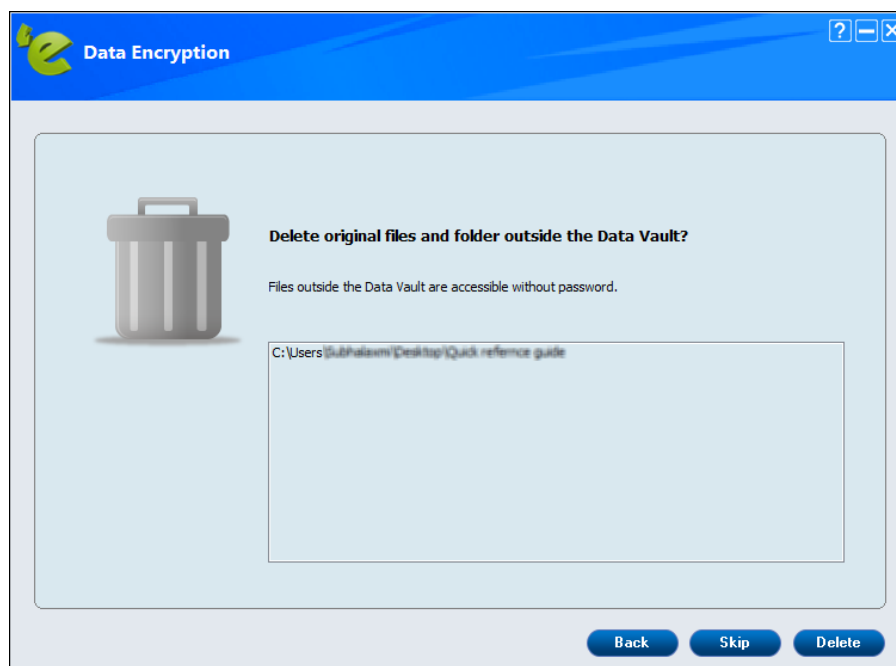 Data Encryption
Delete original files and folder outside the Data Vault?
Files outside the Data Vault are accessible without password.
C:\Users
Back Skip Delete